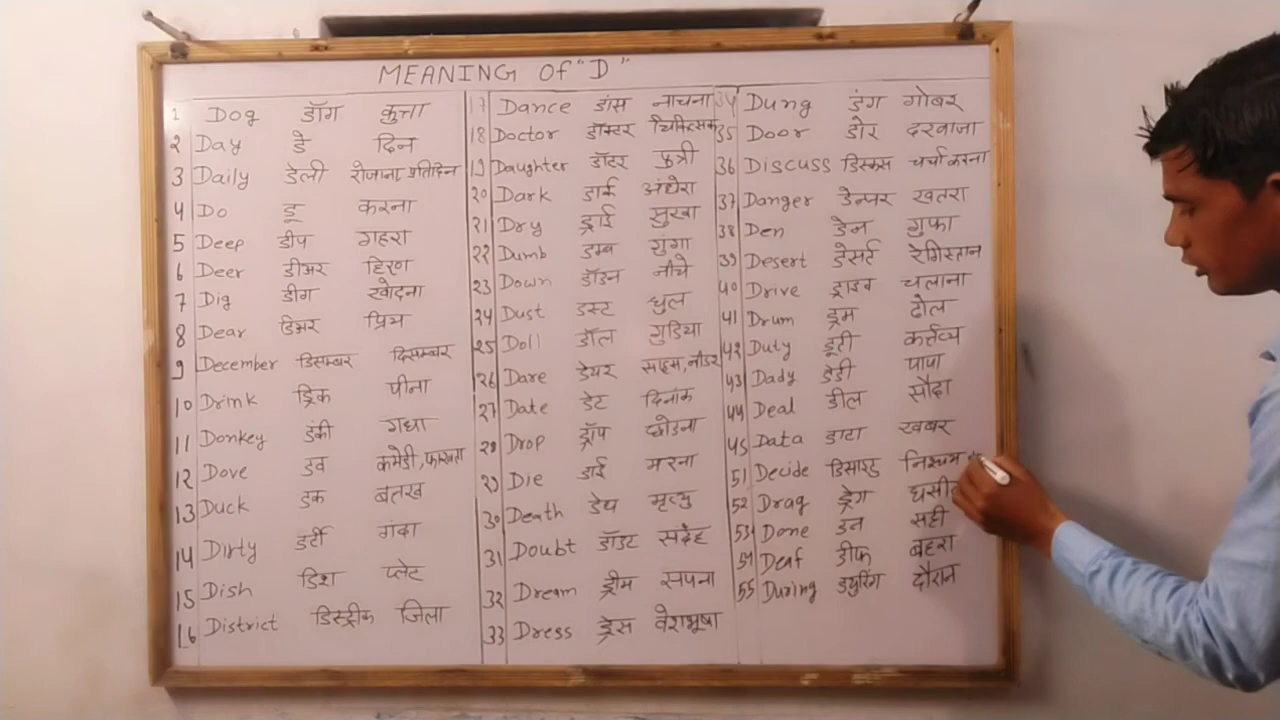 MEANING Of "D"
1 Dog डॉग कुत्ता
2 Day डे दिन
3 Daily डेली रोजाना प्रतिदिन
4 Do डू करना
5 Deep डीप गहरा
6 Deer डीअर हिरण
7 Dig डीग खोदना
8 Dear डिअर प्रिय
9 December डिसम्बर दिसम्बर
10 Drink ड्रिंक पीना
11 Donkey डंकी गधा
12 Dove डव कमेडी, फाख्ता
13 Duck डक बतख
14 Dirty डर्टी गंदा
15 Dish डिश प्लेट
16 District डिस्ट्रीक जिला
17 Dance डांस नाचना
18 Doctor डॉक्टर चिकित्सक
19 Daughter डॉटर पुत्री
20 Dark डार्क अंधेरा
21 Dry ड्राई सुखा
22 Dumb डम्ब गुंगा
23 Down डॉउन नीचे
24 Dust डस्ट धुल
25 Doll डॉल गुडिया
26 Dare डेयर साहस, नीडर
27 Date डेट दिनांक
28 Drop ड्रॉप छोडना
29 Die डाई मरना
30 Death डेथ मृत्यु
31 Doubt डॉउट संदेह
32 Dream ड्रीम सपना
33 Dress ड्रेस वेशभूषा
34 Dung डंग गोबर
35 Door डोर दरवाजा
36 Discuss डिस्कस चर्चा करना
37 Danger डेन्जर खतरा
38 Den डेन गुफा
39 Desert डेसर्ट रेगिस्तान
40 Drive ड्राइव चलाना
41 Drum ड्रम ढोल
42 Duty डूटी कर्त्तव्य
43 Dady डेडी पापा
44 Deal डील सौदा
45 Data डाटा खबर
51 Decide डिसाइड निश्चय
52 Drag ड्रेग
53 Done डन सही
54 Deaf डीफ बहरा
55 During ड्युरिंग दौरान